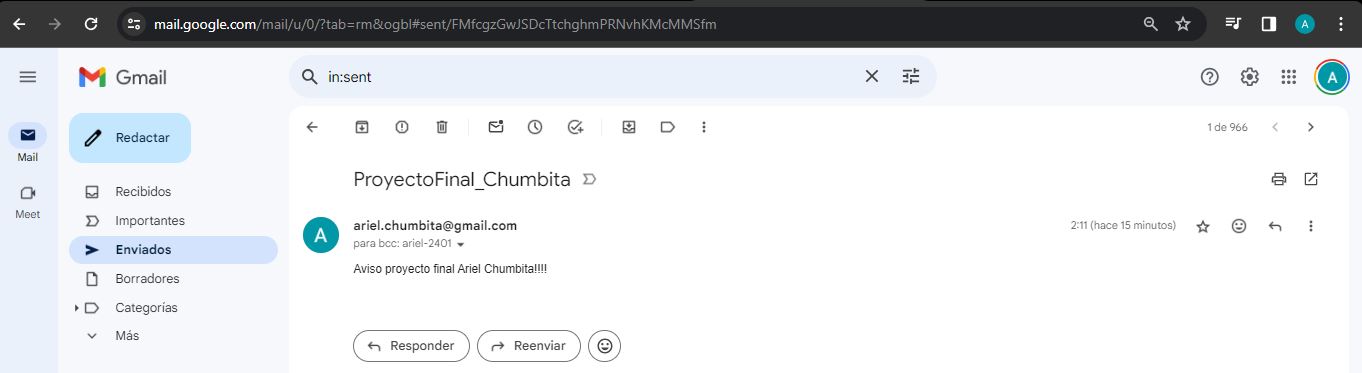 mail.google.com/mail/u/0/?tab=rm&ogbl#sent/FMfcgzGwJSDcTtchghmPRNvhKMcMMSfm
A
Gmail
in:sent
A
Redactar
1 de 966
Mail
ProyectoFinal_Chumbita
Recibidos
Meet
Importantes
A
ariel.chumbita@gmail.com
2:11 (hace 15 minutos)
para bcc: ariel-2401
Enviados
Aviso proyecto final Ariel Chumbita!!!!
Borradores
Categorías
Más
Responder
Reenviar